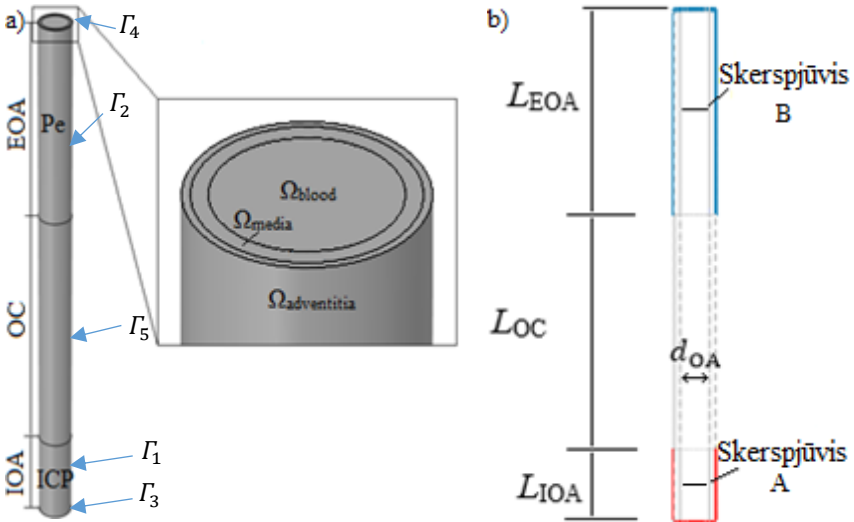 a)
Γ4
EOA
Pe
Γ2
Ωblood
Ωmedia
Ωadventitia
OC
Γ5
IOA
ICP
Γ1
Γ3
b)
LEOA
Skerspjūvis
B
LOC
dOA
LIOA
Skerspjūvis
A